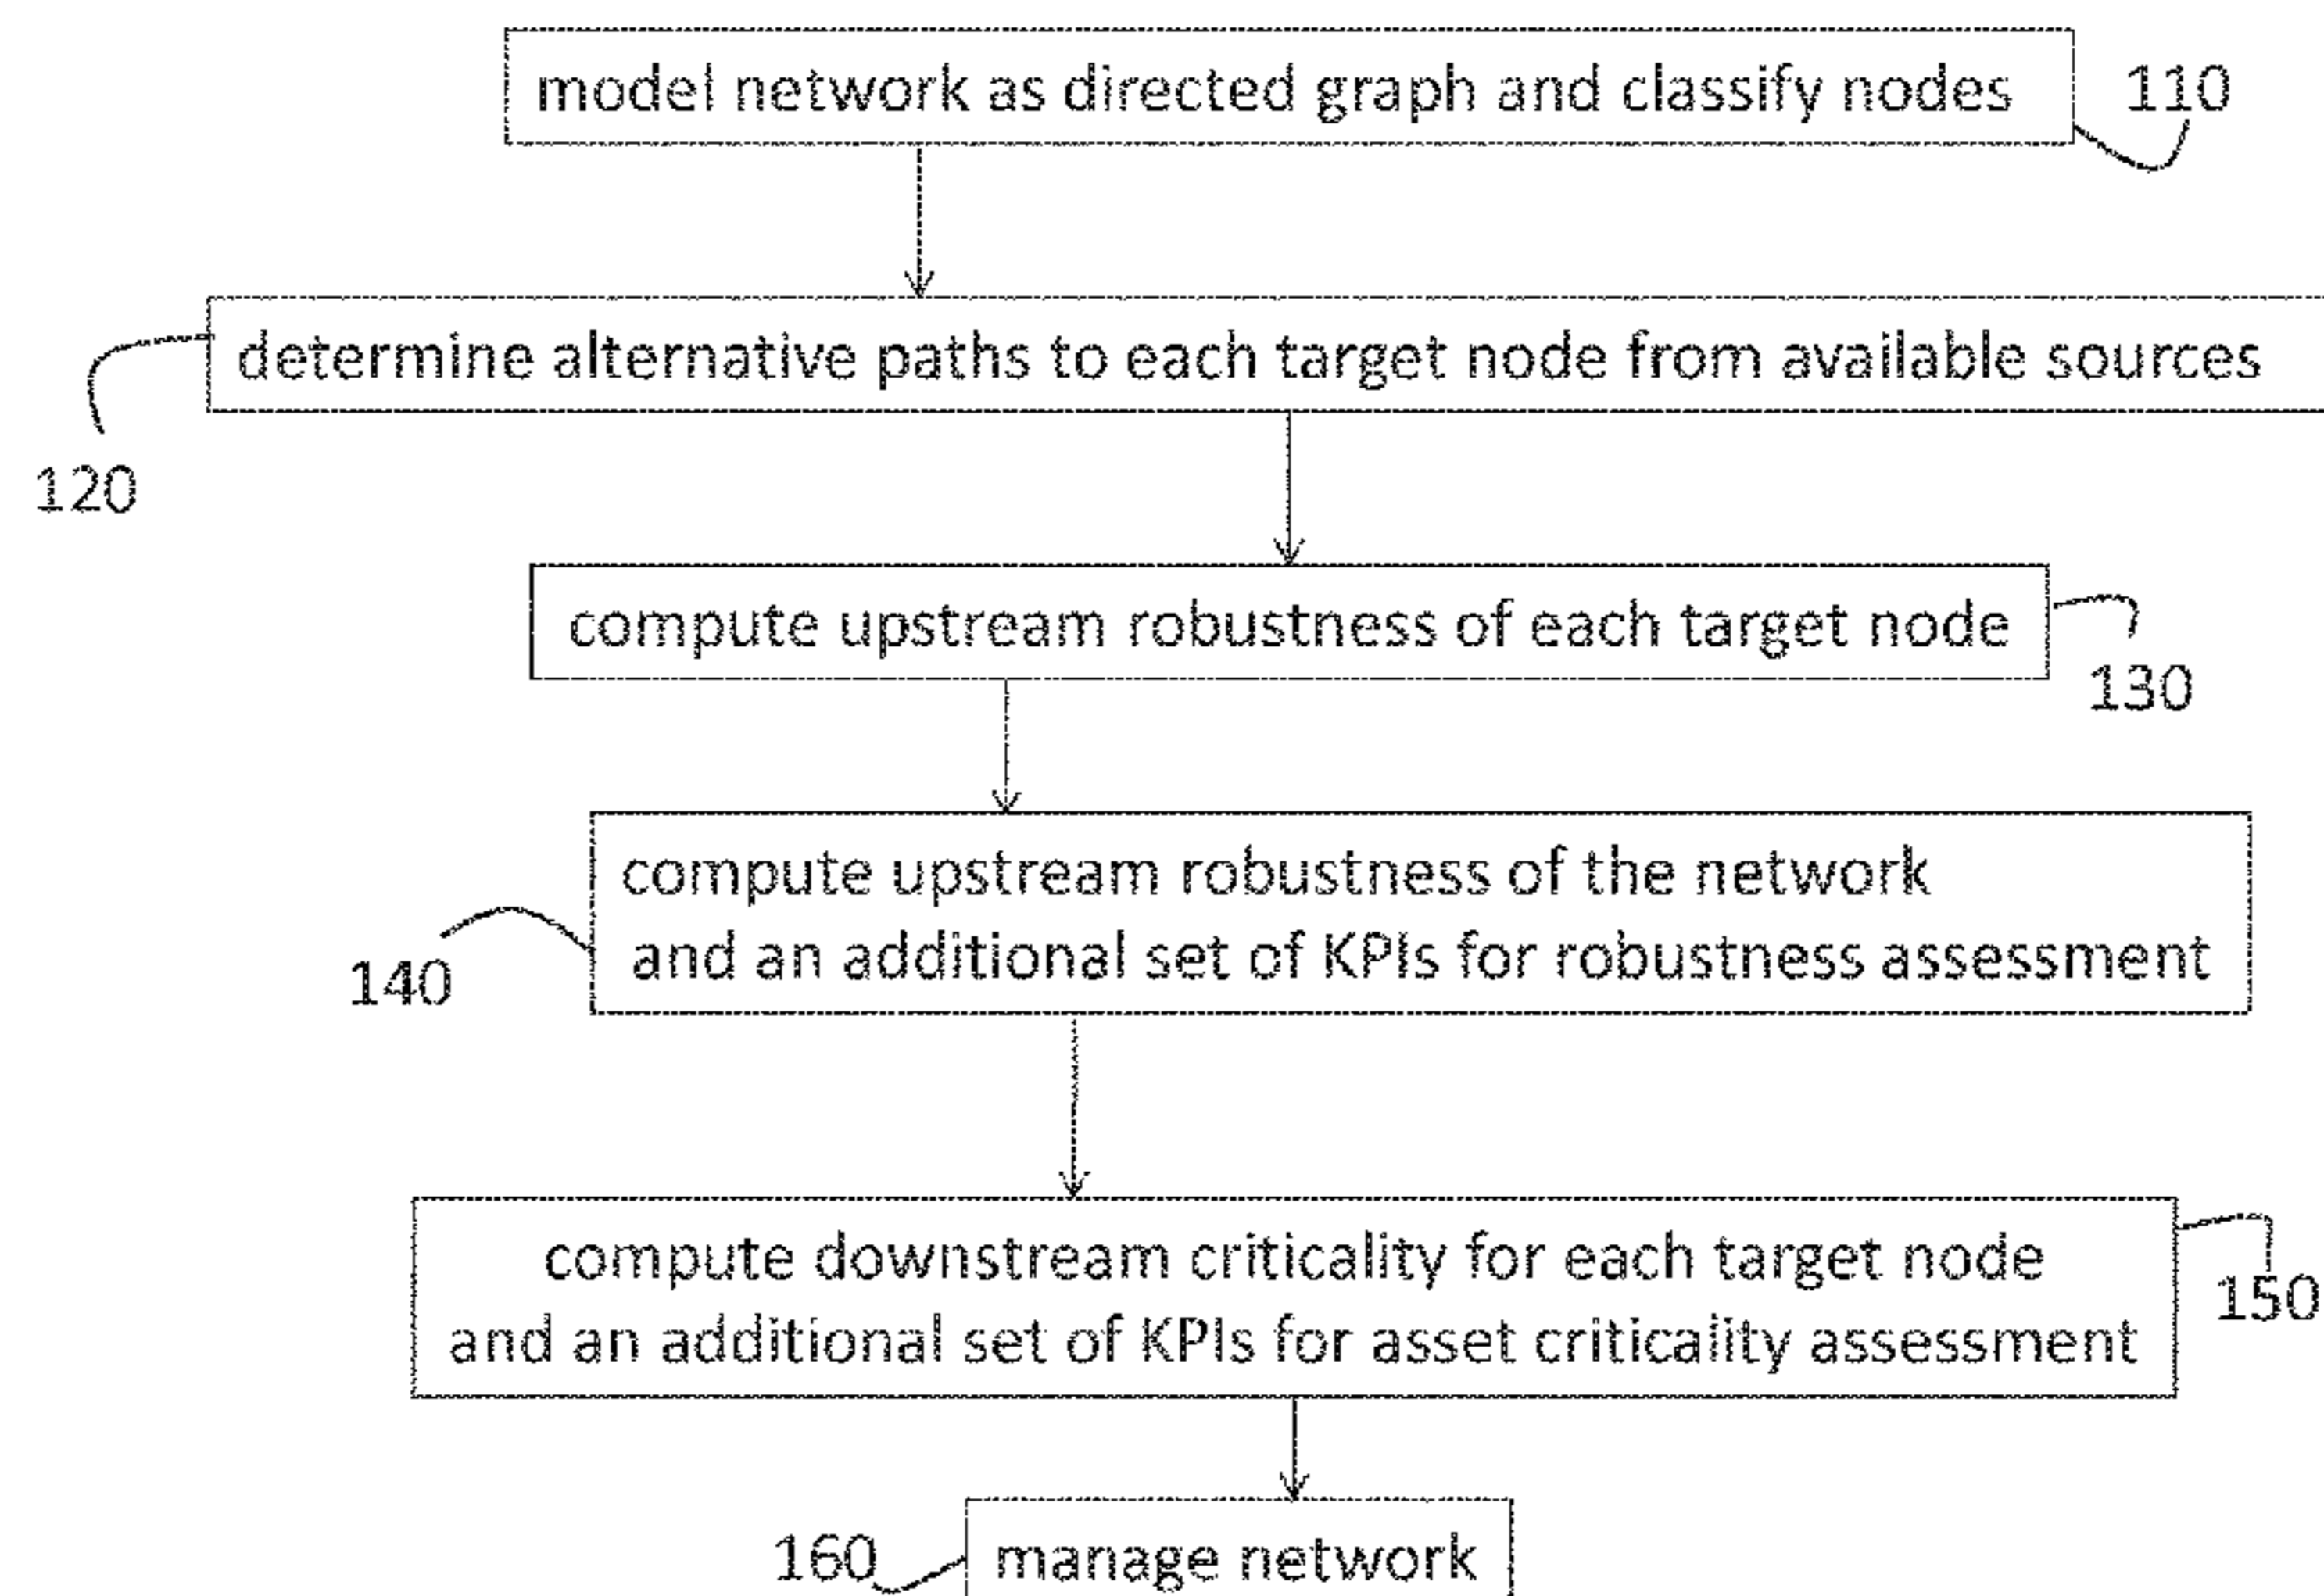 model network as directed graph and classify nodes
110
determine alternative paths to each target node from available sources
120
compute upstream robustness of each target node
130
compute upstream robustness of the network
and an additional set of KPIs for robustness assessment
140
compute downstream criticality for each target node
and an additional set of KPIs for asset criticality assessment
150
160
manage network